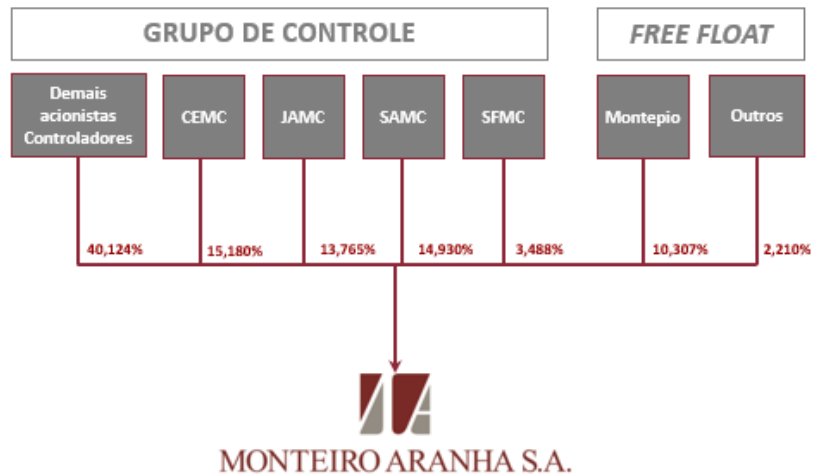 GRUPO DE CONTROLE
FREE FLOAT
Demais
acionistas
Controladores
CEMC
JAMC
SAMC
SFMC
Montepio
Outros
40,124%
15,180%
13,765%
14,930%
3,488%
10,307%
2,210%
MONTEIRO ARANHA S.A.